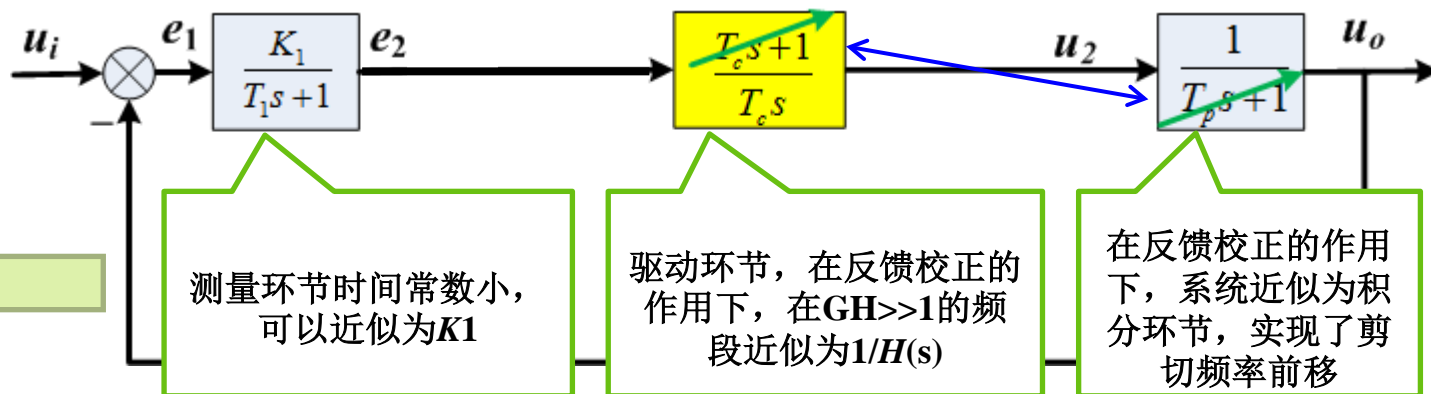 u_i e_1 K_1 / (T_1 s + 1) e_2 (T_c s + 1) / (T_c s) u_2 1 / (T_p s + 1) u_o
−
测量环节时间常数小，
可以近似为K1
驱动环节，在反馈校正的
作用下，在GH>>1的频
段近似为1/H(s)
在反馈校正的作用
下，系统近似为积
分环节，实现了剪
切频率前移